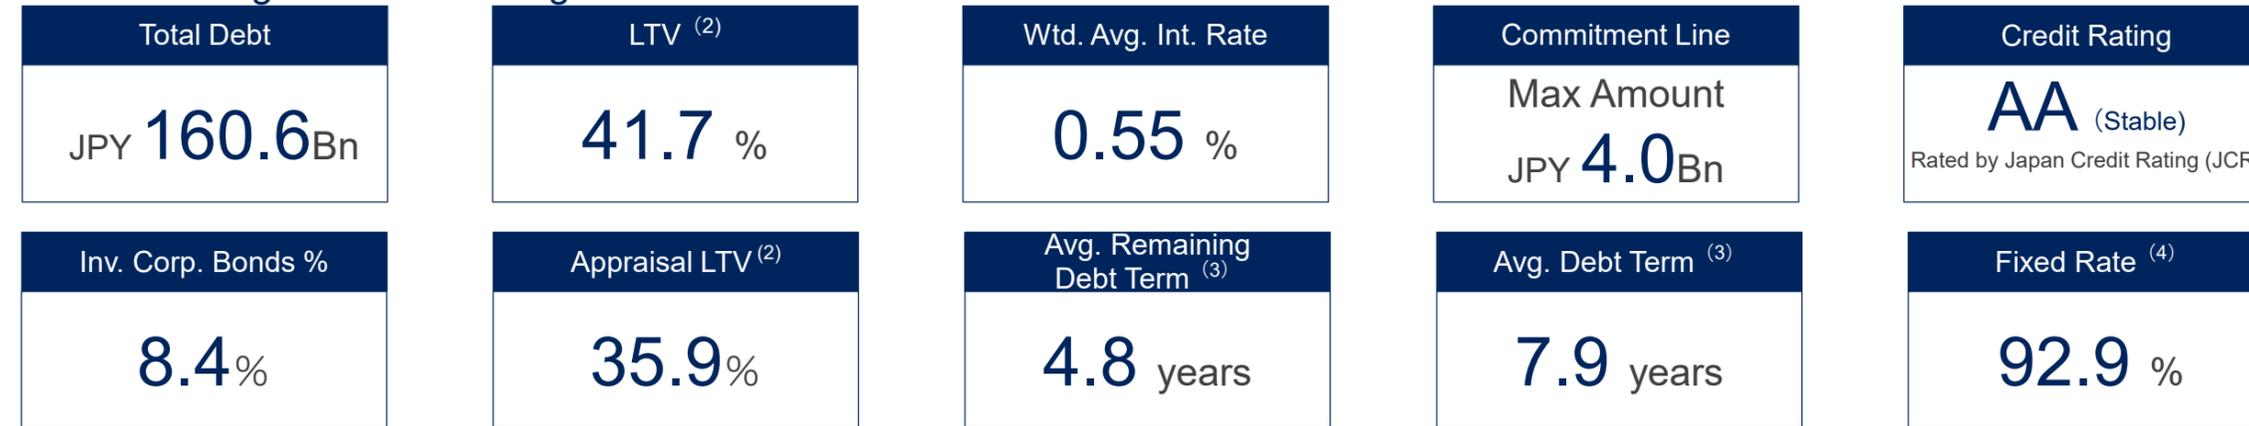 Total Debt
JPY 160.6Bn
LTV (2)
41.7 %
Wtd. Avg. Int. Rate
0.55 %
Commitment Line
Max Amount
JPY 4.0Bn
Credit Rating
AA (Stable)
Rated by Japan Credit Rating (JCR
Inv. Corp. Bonds %
8.4%
Appraisal LTV (2)
35.9%
Avg. Remaining
Debt Term (3)
4.8 years
Avg. Debt Term (3)
7.9 years
Fixed Rate (4)
92.9 %